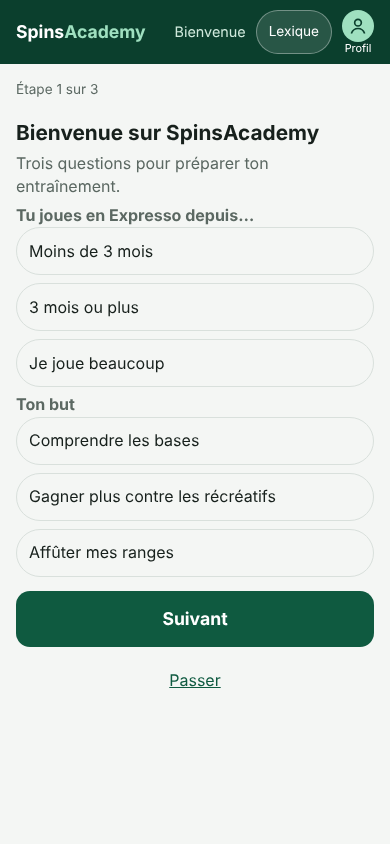 SpinsAcademy
Bienvenue
Lexique
Profil
Étape 1 sur 3
Bienvenue sur SpinsAcademy
Trois questions pour préparer ton
entraînement.
Tu joues en Expresso depuis…
Moins de 3 mois
3 mois ou plus
Je joue beaucoup
Ton but
Comprendre les bases
Gagner plus contre les récréatifs
Affûter mes ranges
Suivant
Passer